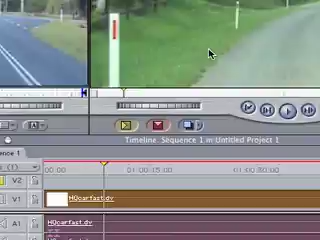 Timeline. Sequence 1 in Untitled Project 1
ence 1
00:00
01:00:15:00
01:00:30:00
V2
V1
HQcarfast.dv
A1
HQcarfast.dv